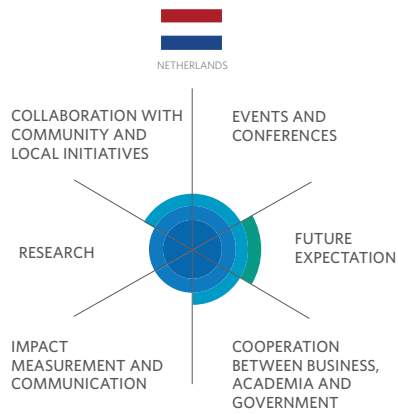 NETHERLANDS
COLLABORATION WITH
COMMUNITY AND
LOCAL INITIATIVES
EVENTS AND
CONFERENCES
RESEARCH
FUTURE
EXPECTATION
IMPACT
MEASUREMENT AND
COMMUNICATION
COOPERATION
BETWEEN BUSINESS,
ACADEMIA AND
GOVERNMENT